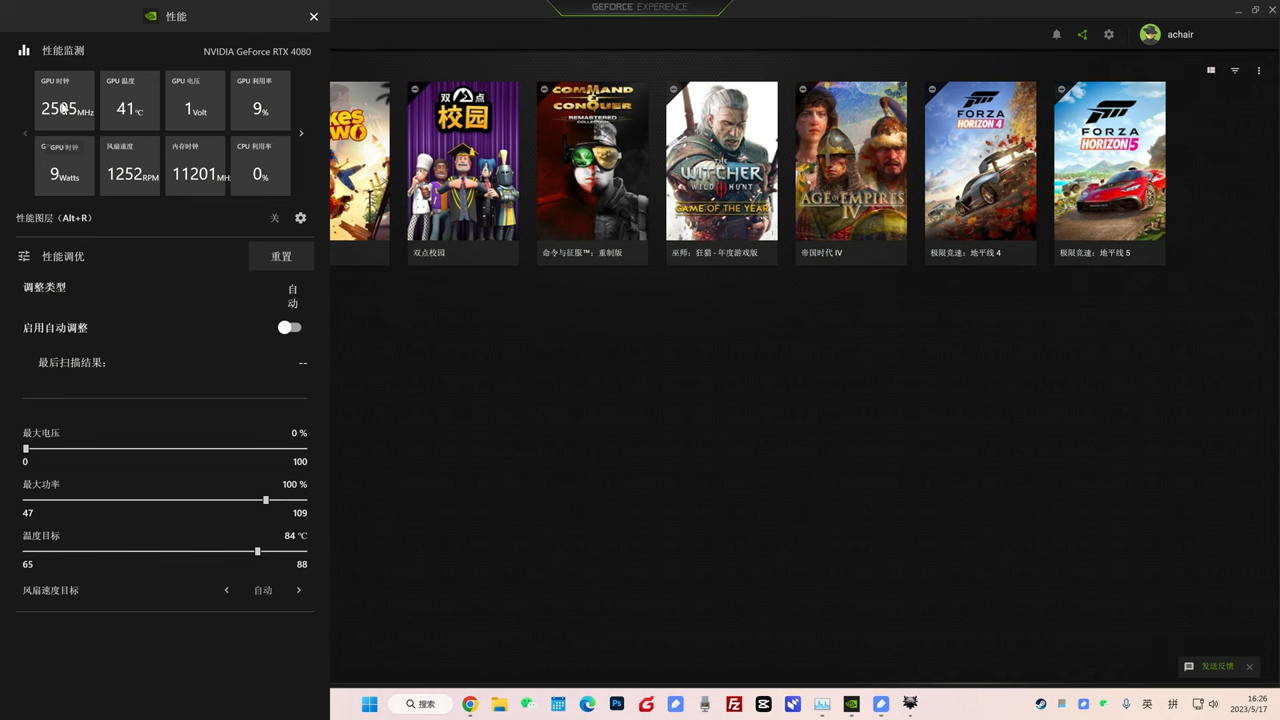 性能
GEFORCE EXPERIENCE
性能监测
NVIDIA GeForce RTX 4080
achair
GPU 时钟
GPU 温度
GPU 电压
GPU 利用率
41℃
1Volt
9%
GPU 时钟
风扇速度
内存时钟
CPU 利用率
9Watts
1252RPM
11201MHz
0%
性能图层（Alt+R）
关
性能调优
重置
调整类型
自动
启用自动调整
最后扫描结果：
--
最大电压
0 %
0
100
最大功率
100 %
47
109
温度目标
84 ℃
65
88
风扇速度目标
自动
KES
TWO
双点
校园
COMMAND & CONQUER
REMASTERED
COLLECTION
THE
WITCHER
WILD HUNT
GAME OF THE YEAR
AGE OF EMPIRES
IV
FORZA
HORIZON 4
FORZA
HORIZON 5
双点校园
命令与征服™：重制版
巫师：狂猎 - 年度游戏版
帝国时代 IV
极限竞速：地平线 4
极限竞速：地平线 5
发送反馈
搜索
Ps
英
拼
16:26
2023/5/17